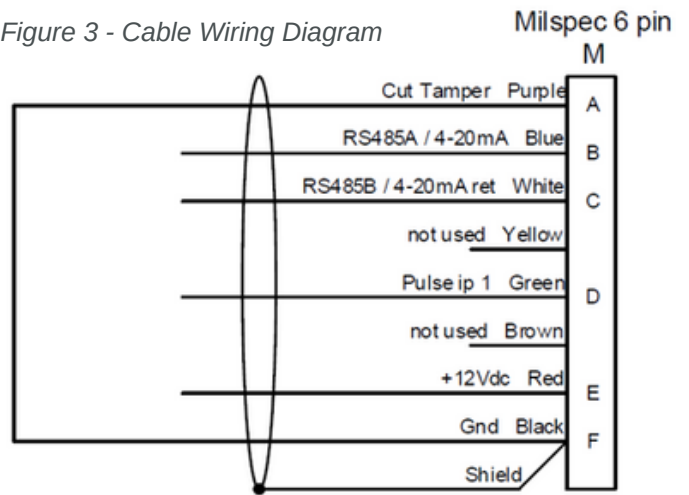 Milspec 6 pin
Figure 3 - Cable Wiring Diagram
M
Cut Tamper Purple A
RS485A / 4-20mA Blue B
RS485B / 4-20mA ret White C
not used Yellow
Pulse ip 1 Green D
not used Brown
+12Vdc Red E
Gnd Black F
Shield